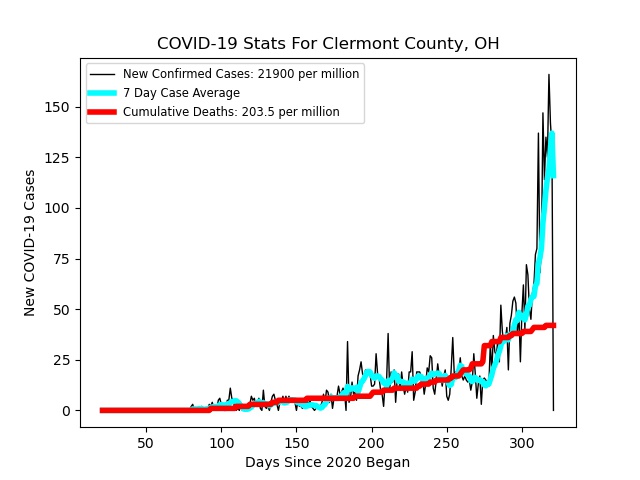 COVID-19 Stats For Clermont County, OH
New Confirmed Cases: 21900 per million
7 Day Case Average
Cumulative Deaths: 203.5 per million
New COVID-19 Cases
150
125
100
75
50
25
0
50 100 150 200 250 300
Days Since 2020 Began